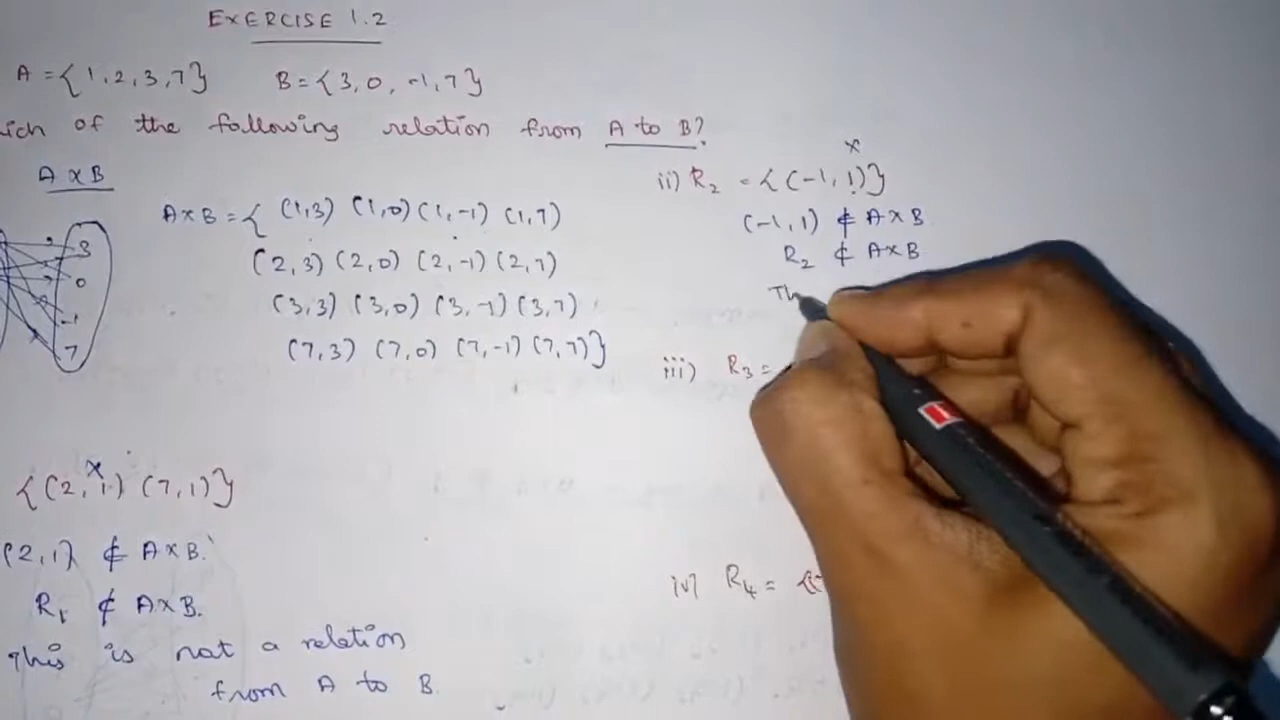 EXERCISE 1.2
A = {1, 2, 3, 7} B = {3, 0, -1, 7}
ich of the following relation from A to B?
A × B
3
0
-1
7
A×B = { (1,3) (1,0) (1,-1) (1,7)
(2,3) (2,0) (2,-1) (2,7)
(3,3) (3,0) (3,-1) (3,7)
(7,3) (7,0) (7,-1) (7,7)}
{(2,1) (7,1)}
(2,1) ∉ A×B.
R₁ ∉ A×B.
This is not a relation
from A to B.
ii) R₂ = {(-1,1)}
×
(-1,1) ∉ A×B
R₂ ⊄ A×B
Th
iii) R₃ =
iv) R₄ = {(